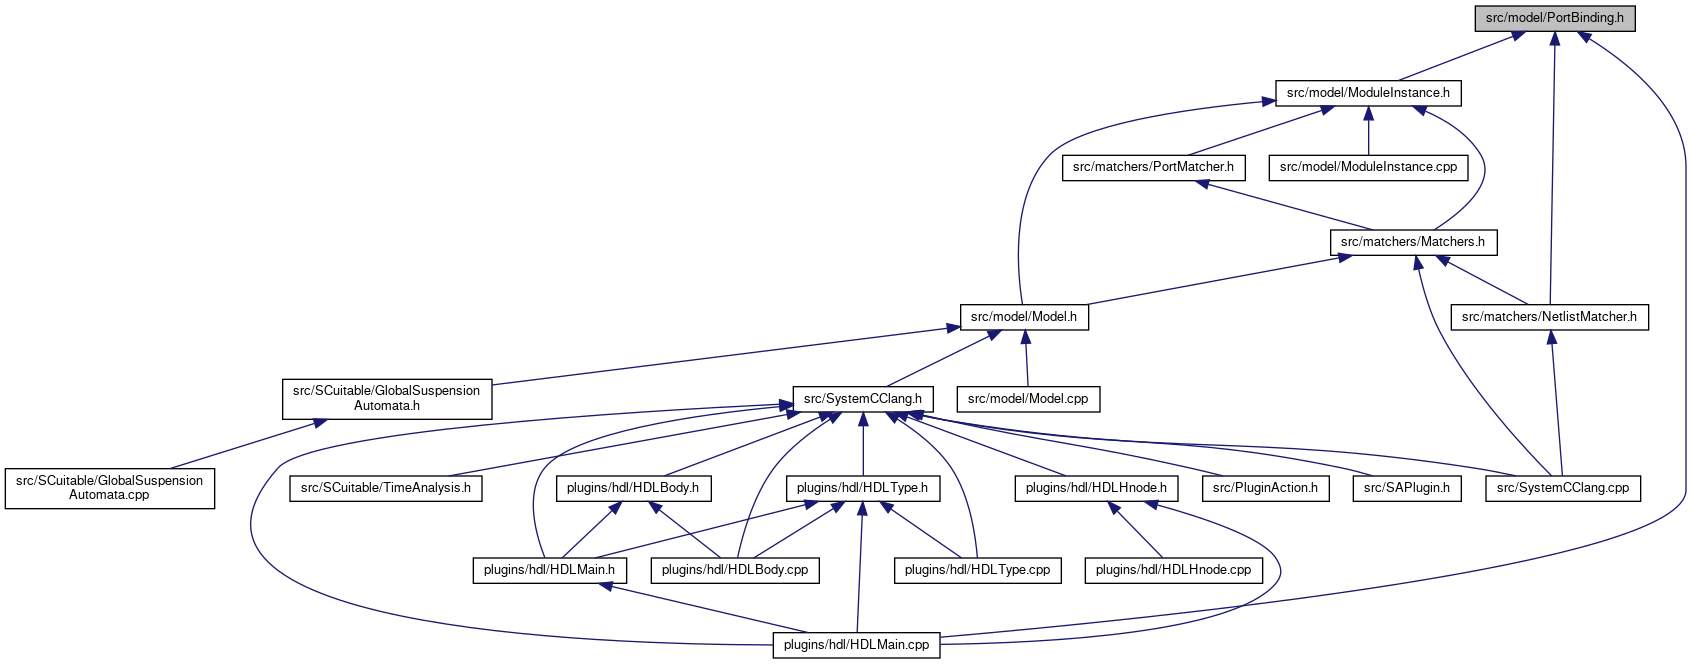 src/model/PortBinding.h
src/model/ModuleInstance.h
src/matchers/PortMatcher.h
src/model/ModuleInstance.cpp
src/matchers/Matchers.h
src/model/Model.h
src/matchers/NetlistMatcher.h
src/SCuitable/GlobalSuspension
Automata.h
src/SystemCClang.h
src/model/Model.cpp
src/SCuitable/GlobalSuspension
Automata.cpp
src/SCuitable/TimeAnalysis.h
plugins/hdl/HDLBody.h
plugins/hdl/HDLType.h
plugins/hdl/HDLHnode.h
src/PluginAction.h
src/SAPlugin.h
src/SystemCClang.cpp
plugins/hdl/HDLMain.h
plugins/hdl/HDLBody.cpp
plugins/hdl/HDLType.cpp
plugins/hdl/HDLHnode.cpp
plugins/hdl/HDLMain.cpp